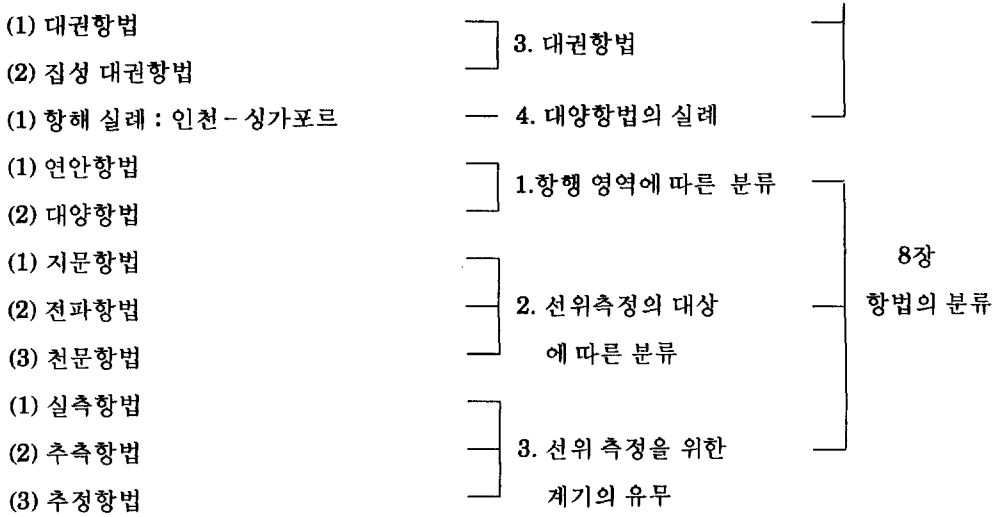 (1) 대권항법
(2) 집성 대권항법
3. 대권항법
(1) 항해 실례 : 인천 – 싱가포르
4. 대양항법의 실례
(1) 연안항법
(2) 대양항법
1.항행 영역에 따른 분류
(1) 지문항법
(2) 전파항법
(3) 천문항법
2. 선위측정의 대상
에 따른 분류
(1) 실측항법
(2) 추측항법
(3) 추정항법
3. 선위 측정을 위한
계기의 유무
8장
항법의 분류